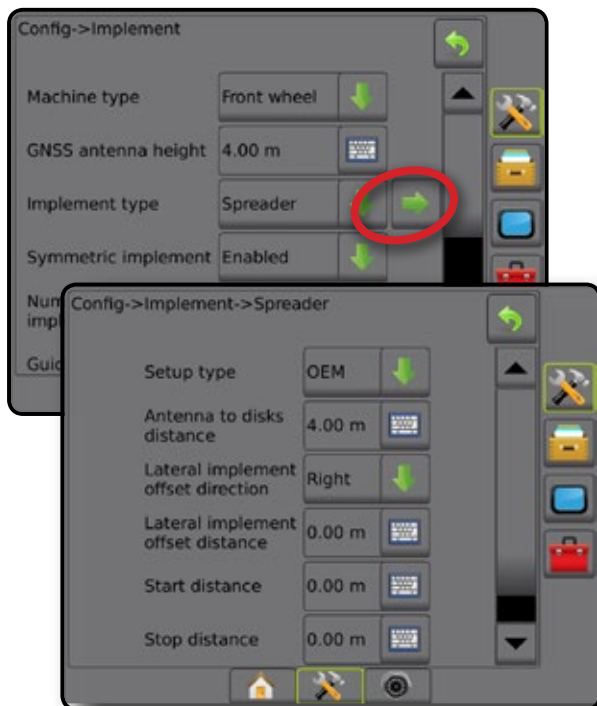 Config->Implement
Machine type Front wheel
GNSS antenna height 4.00 m
Implement type Spreader
Symmetric implement Enabled
Config->Implement->Spreader
Setup type OEM
Antenna to disks
distance 4.00 m
Lateral implement
offset direction Right
Lateral implement
offset distance 0.00 m
Start distance 0.00 m
Stop distance 0.00 m